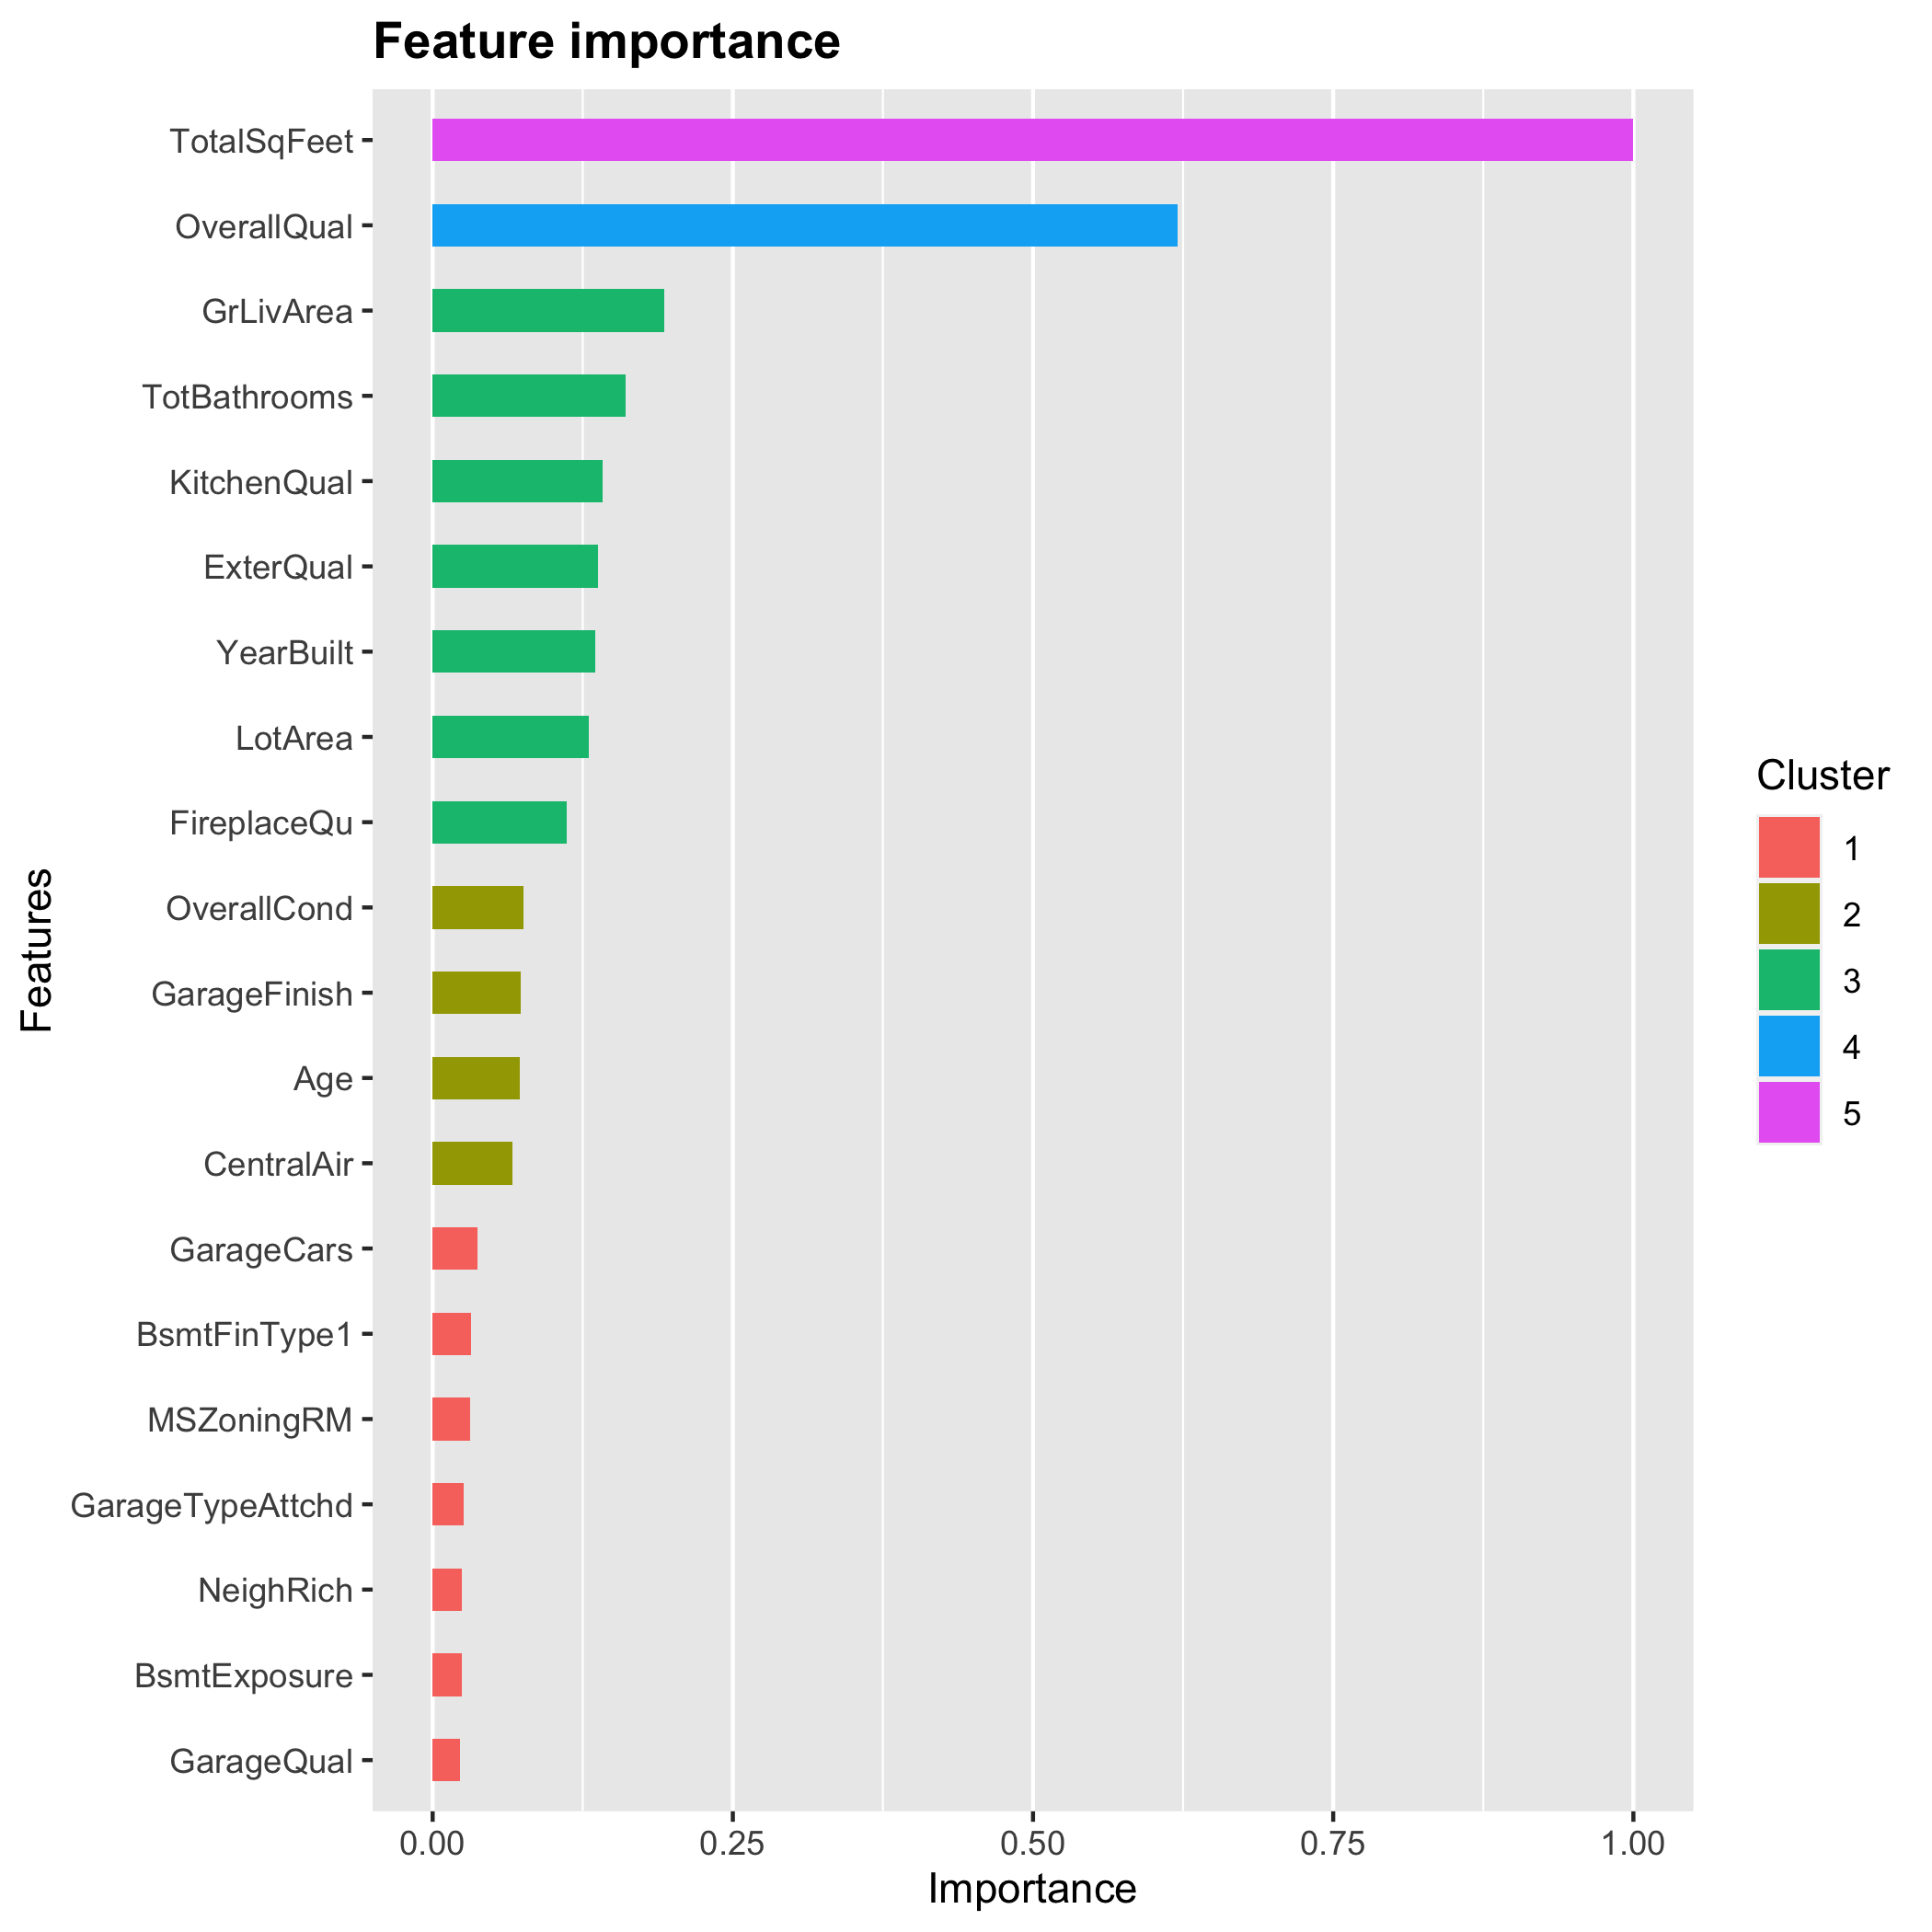 Feature importance
TotalSqFeet
OverallQual
GrLivArea
TotBathrooms
KitchenQual
ExterQual
YearBuilt
LotArea
FireplaceQu
OverallCond
GarageFinish
Age
CentralAir
GarageCars
BsmtFinType1
MSZoningRM
GarageTypeAttchd
NeighRich
BsmtExposure
GarageQual
Features
0.00 0.25 0.50 0.75 1.00
Importance
Cluster
1
2
3
4
5